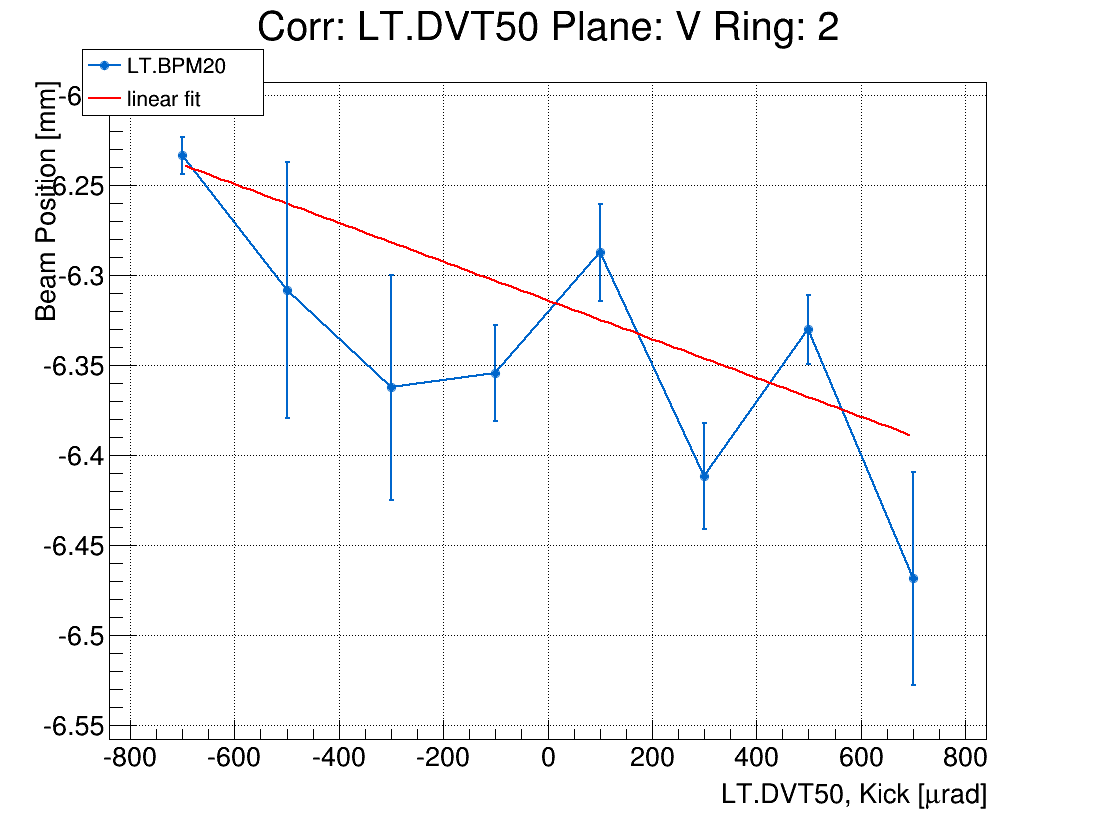 Corr: LT.DVT50 Plane: V Ring: 2
LT.BPM20
linear fit
Beam Position [mm]
-6
-6.25
-6.3
-6.35
-6.4
-6.45
-6.5
-6.55
-800 -600 -400 -200 0 200 400 600 800
LT.DVT50, Kick [μrad]